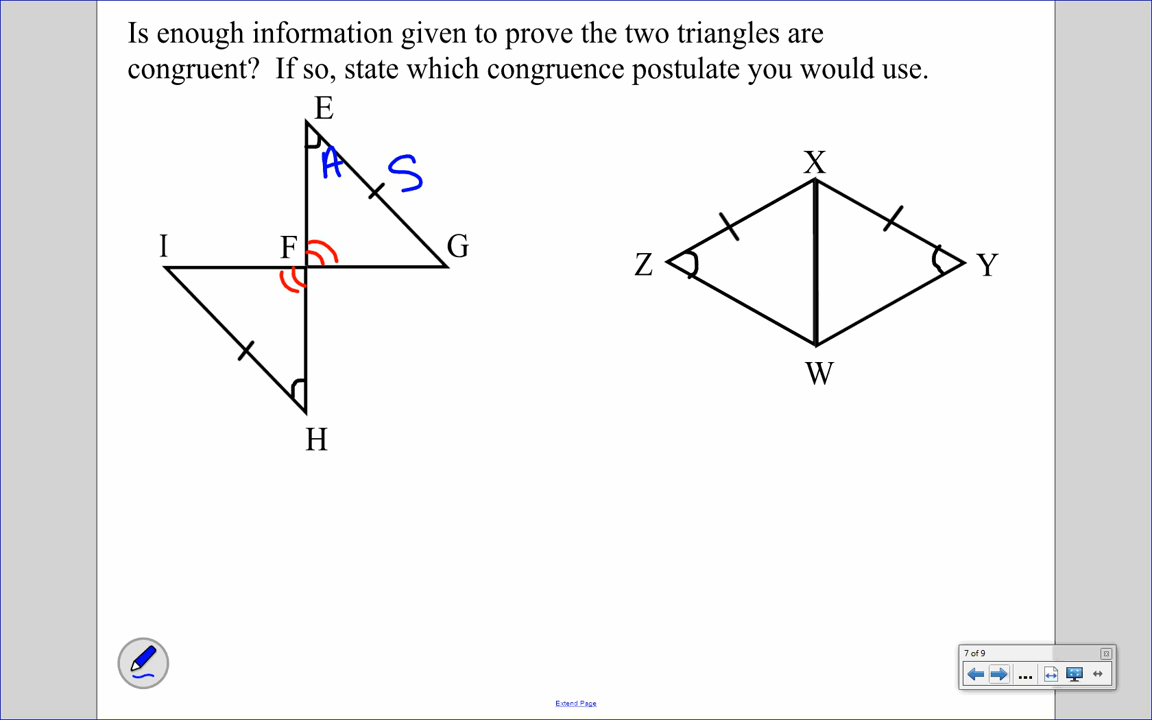 Is enough information given to prove the two triangles are
congruent? If so, state which congruence postulate you would use.
E
A
S
X
I
F
G
Z
Y
W
H
7 of 9
...
Extend Page